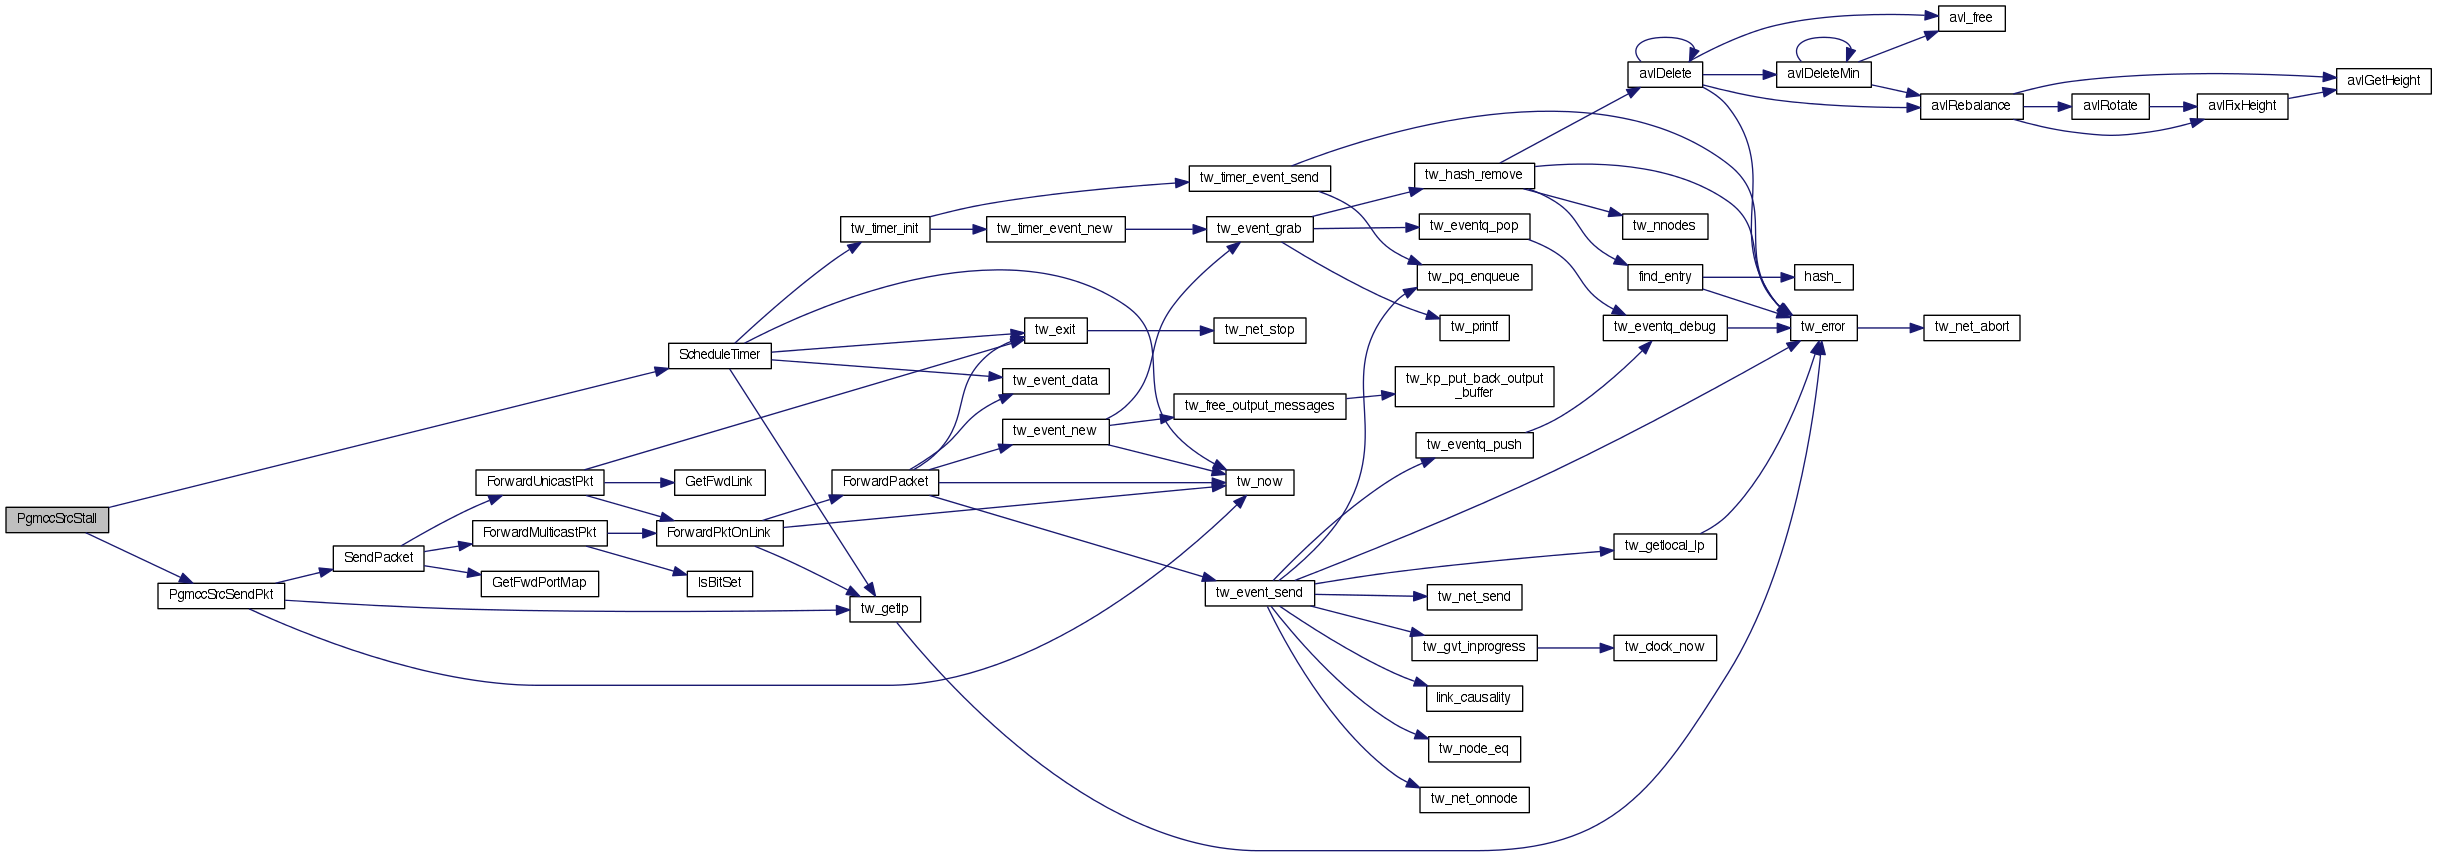 avl_free
avlDelete
avlDeleteMin
avlGetHeight
avlRebalance
avlRotate
avlFixHeight
tw_timer_event_send
tw_hash_remove
tw_timer_init
tw_timer_event_new
tw_event_grab
tw_eventq_pop
tw_nnodes
tw_pq_enqueue
find_entry
hash_
tw_exit
tw_net_stop
tw_printf
tw_eventq_debug
tw_error
tw_net_abort
ScheduleTimer
tw_event_data
tw_kp_put_back_output
_buffer
tw_free_output_messages
tw_event_new
tw_eventq_push
ForwardUnicastPkt
GetFwdLink
ForwardPacket
tw_now
PgmccSrcStall
ForwardMulticastPkt
ForwardPktOnLink
SendPacket
tw_getlocal_lp
GetFwdPortMap
IsBitSet
PgmccSrcSendPkt
tw_getlp
tw_event_send
tw_net_send
tw_gvt_inprogress
tw_clock_now
link_causality
tw_node_eq
tw_net_onnode